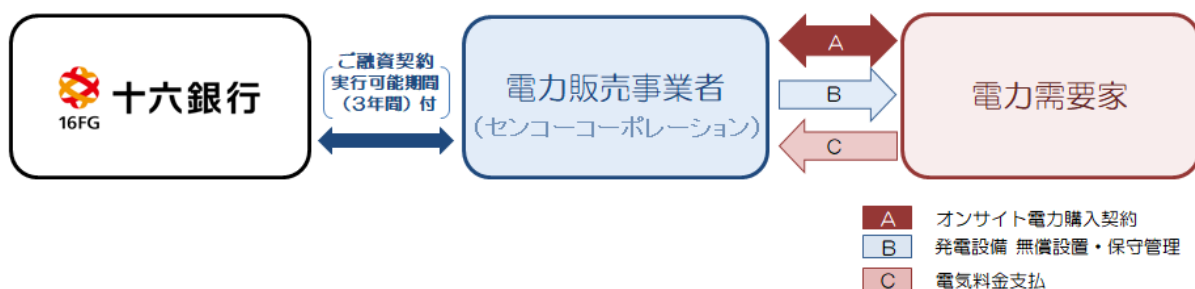 十六銀行
16FG
ご融資契約
実行可能期間
（3年間）付
電力販売事業者
（センコーコーポレーション）
A
B
C
電力需要家
A オンサイト電力購入契約
B 発電設備 無償設置・保守管理
C 電気料金支払